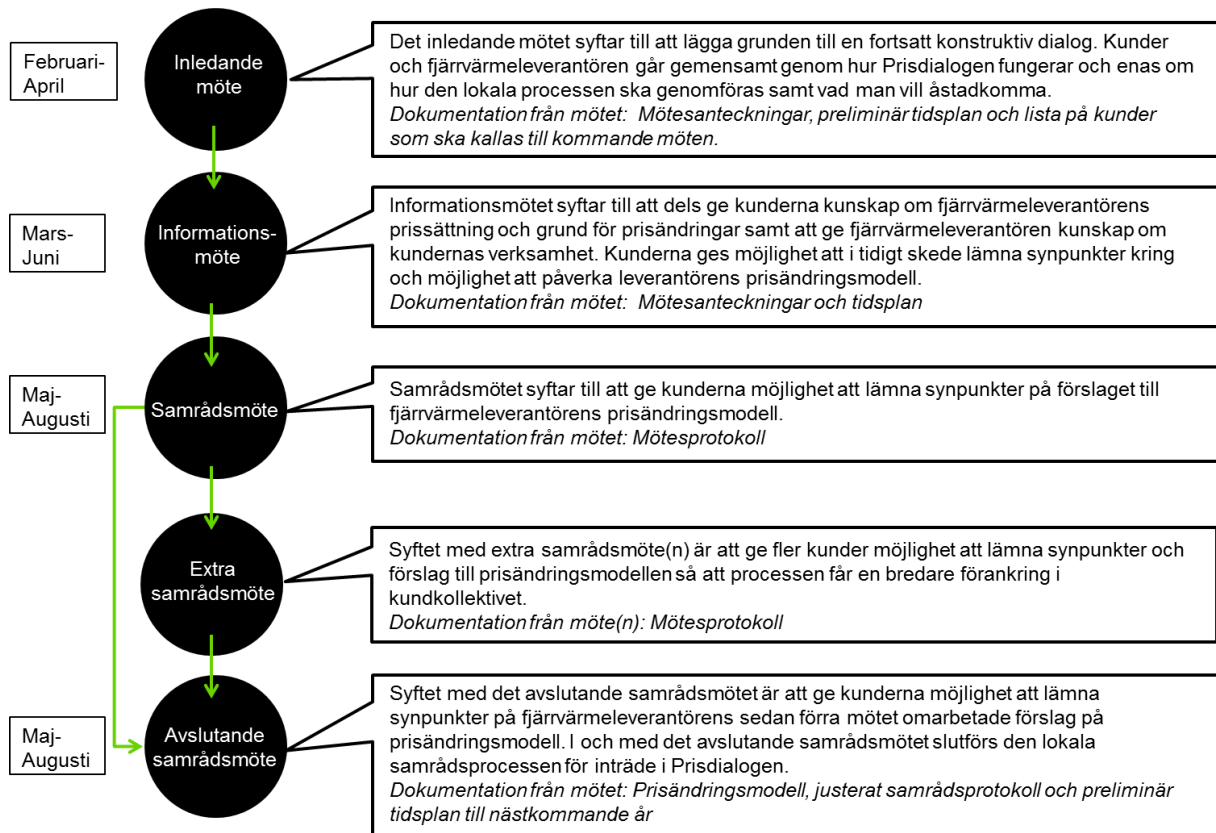 Februari-
April
Inledande
möte
Det inledande mötet syftar till att lägga grunden till en fortsatt konstruktiv dialog. Kunder
och fjärrvärmeleverantören går gemensamt genom hur Prisdialogen fungerar och enas om
hur den lokala processen ska genomföras samt vad man vill åstadkomma.
Dokumentation från mötet: Mötesanteckningar, preliminär tidsplan och lista på kunder
som ska kallas till kommande möten.
Mars-
Juni
Informations-
möte
Informationsmötet syftar till att dels ge kunderna kunskap om fjärrvärmeleverantörens
prissättning och grund för prisändringar samt att ge fjärrvärmeleverantören kunskap om
kundernas verksamhet. Kunderna ges möjlighet att i tidigt skede lämna synpunkter kring
och möjlighet att påverka leverantörens prisändringsmodell.
Dokumentation från mötet: Mötesanteckningar och tidsplan
Maj-
Augusti
Samrådsmöte
Samrådsmötet syftar till att ge kunderna möjlighet att lämna synpunkter på förslaget till
fjärrvärmeleverantörens prisändringsmodell.
Dokumentation från mötet: Mötesprotokoll
Extra
samrådsmöte
Syftet med extra samrådsmöte(n) är att ge fler kunder möjlighet att lämna synpunkter och
förslag till prisändringsmodellen så att processen får en bredare förankring i
kundkollektivet.
Dokumentation från möte(n): Mötesprotokoll
Maj-
Augusti
Avslutande
samrådsmöte
Syftet med det avslutande samrådsmötet är att ge kunderna möjlighet att lämna
synpunkter på fjärrvärmeleverantörens sedan förra mötet omarbetade förslag på
prisändringsmodell. I och med det avslutande samrådsmötet slutförs den lokala
samrådsprocessen för inträde i Prisdialogen.
Dokumentation från mötet: Prisändringsmodell, justerat samrådsprotokoll och preliminär
tidsplan till nästkommande år